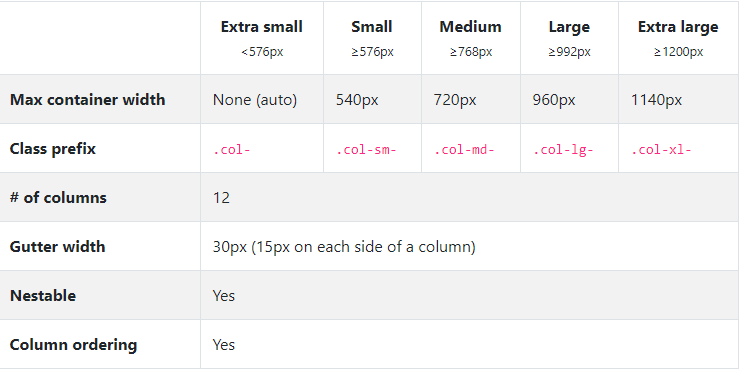 Extra small Small Medium Large Extra large
<576px ≥576px ≥768px ≥992px ≥1200px
Max container width None (auto) 540px 720px 960px 1140px
Class prefix .col- .col-sm- .col-md- .col-lg- .col-xl-
# of columns 12
Gutter width 30px (15px on each side of a column)
Nestable Yes
Column ordering Yes